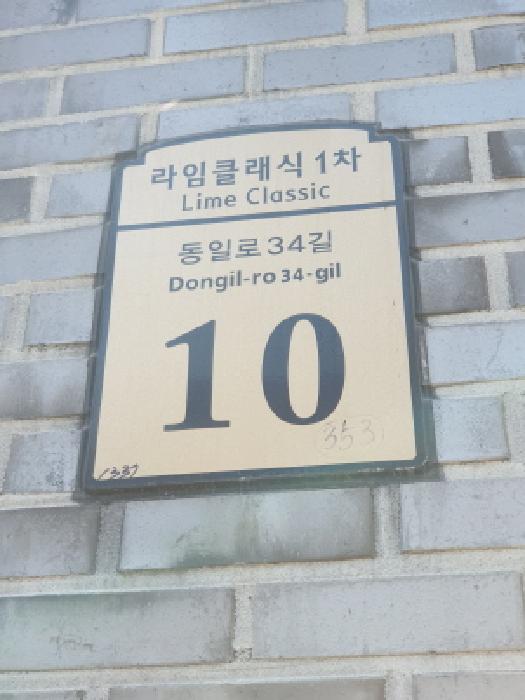 라임클래식 1차
Lime Classic
동일로 34길
Dongil-ro 34-gil
10
353